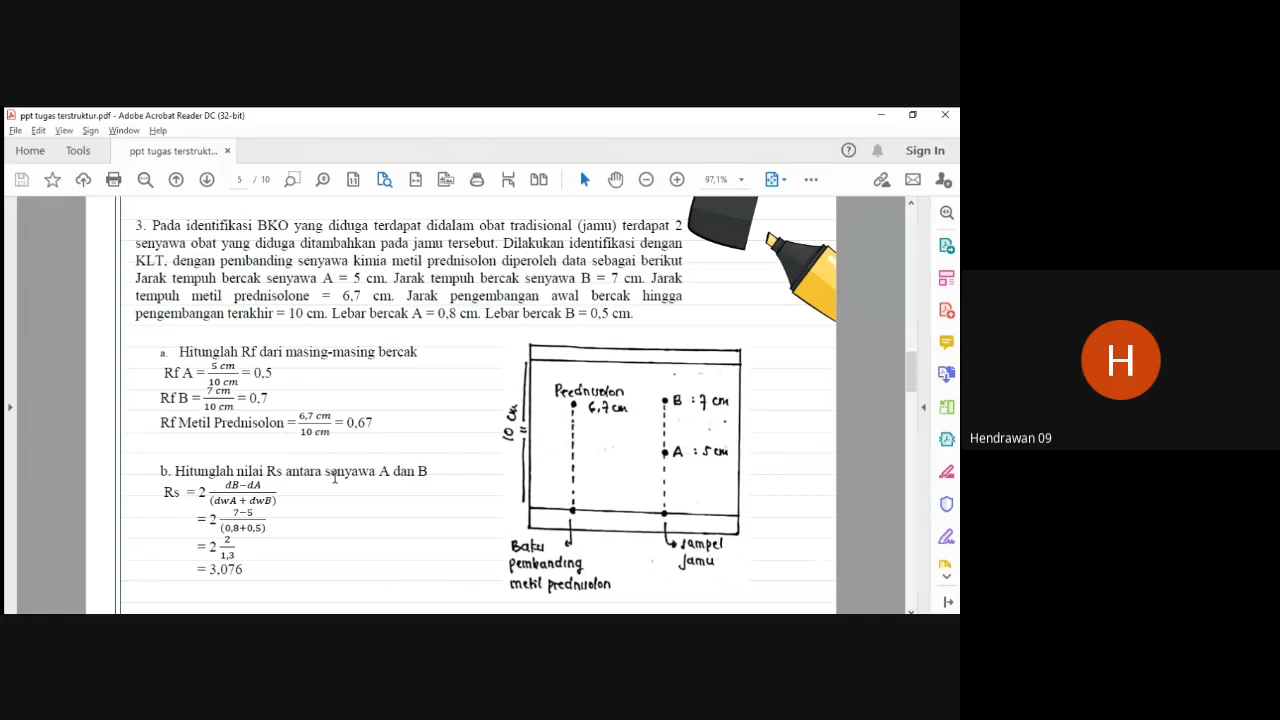 ppt tugas terstruktur.pdf - Adobe Acrobat Reader DC (32-bit)
File Edit View Sign Window Help
Home Tools ppt tugas terstrukt... × Sign In
5 / 10 97,1%
3. Pada identifikasi BKO yang diduga terdapat didalam obat tradisional (jamu) terdapat 2
senyawa obat yang diduga ditambahkan pada jamu tersebut. Dilakukan identifikasi dengan
KLT, dengan pembanding senyawa kimia metil prednisolon diperoleh data sebagai berikut
Jarak tempuh bercak senyawa A = 5 cm. Jarak tempuh bercak senyawa B = 7 cm. Jarak
tempuh metil prednisolone = 6,7 cm. Jarak pengembangan awal bercak hingga
pengembangan terakhir = 10 cm. Lebar bercak A = 0,8 cm. Lebar bercak B = 0,5 cm.
a. Hitunglah Rf dari masing-masing bercak
Rf A = 5 cm / 10 cm = 0,5
Rf B = 7 cm / 10 cm = 0,7
Rf Metil Prednisolon = 6,7 cm / 10 cm = 0,67
b. Hitunglah nilai Rs antara senyawa A dan B
Rs = 2 dB−dA / (dwA + dwB)
= 2 7−5 / (0,8+0,5)
= 2 2 / 1,3
= 3,076
Prednisolon
6,7 cm
B : 7 cm
A : 5 cm
10 cm =
Baku
pembanding
metil prednisolon
sampel
jamu
H
Hendrawan 09